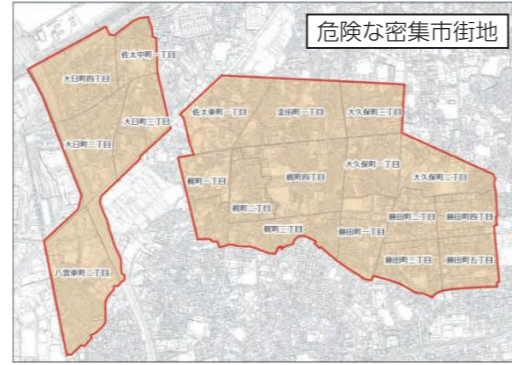 危険な密集市街地
佐太中町一丁目
大日町四丁目
大日町三丁目
大日町二丁目
八雲東町二丁目
佐太東町一丁目
金田町一丁目
大久保町三丁目
大久保町一丁目
大久保町二丁目
梶町一丁目
梶町四丁目
梶町二丁目
梶町三丁目
藤田町一丁目
藤田町二丁目
藤田町四丁目
藤田町三丁目
藤田町五丁目